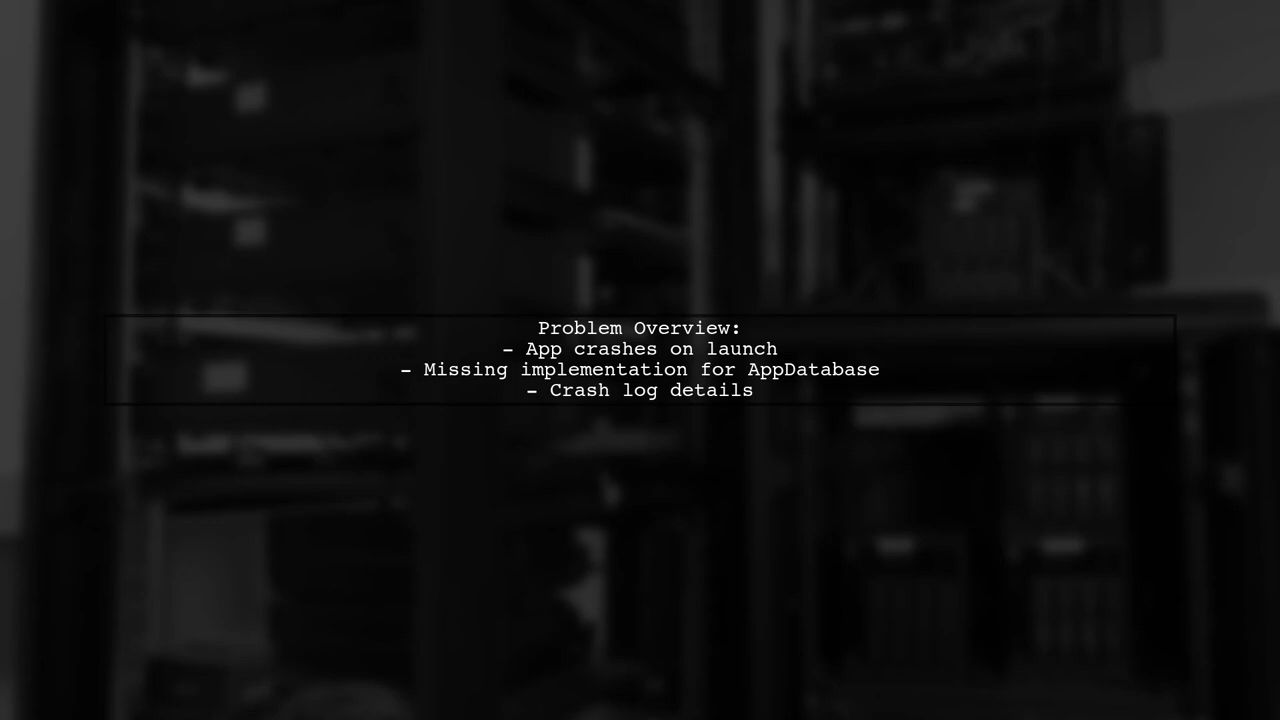 Problem Overview:
- App crashes on launch
- Missing implementation for AppDatabase
- Crash log details